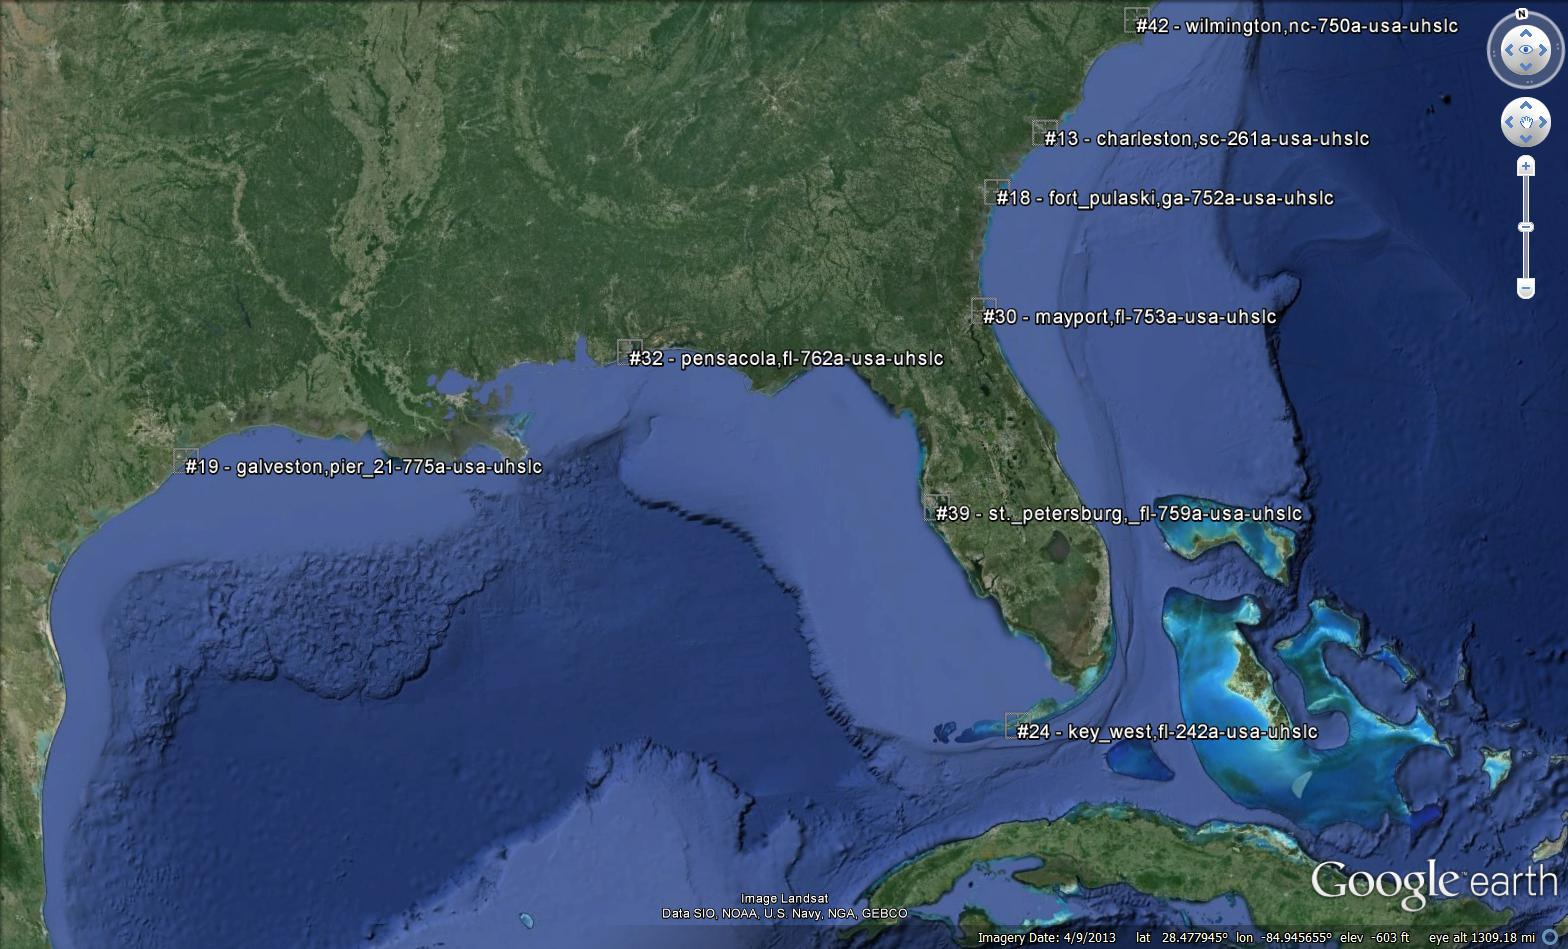 N
#42 - wilmington,nc-750a-usa-uhslc
#13 - charleston,sc-261a-usa-uhslc
#18 - fort_pulaski,ga-752a-usa-uhslc
#30 - mayport,fl-753a-usa-uhslc
#32 - pensacola,fl-762a-usa-uhslc
#19 - galveston,pier_21-775a-usa-uhslc
#39 - st._petersburg,_fl-759a-usa-uhslc
#24 - key_west,fl-242a-usa-uhslc
Google earth
Image Landsat
Data SIO, NOAA, U.S. Navy, NGA, GEBCO
Imagery Date: 4/9/2013 lat 28.477945° lon -84.945655° elev -603 ft eye alt 1309.18 mi